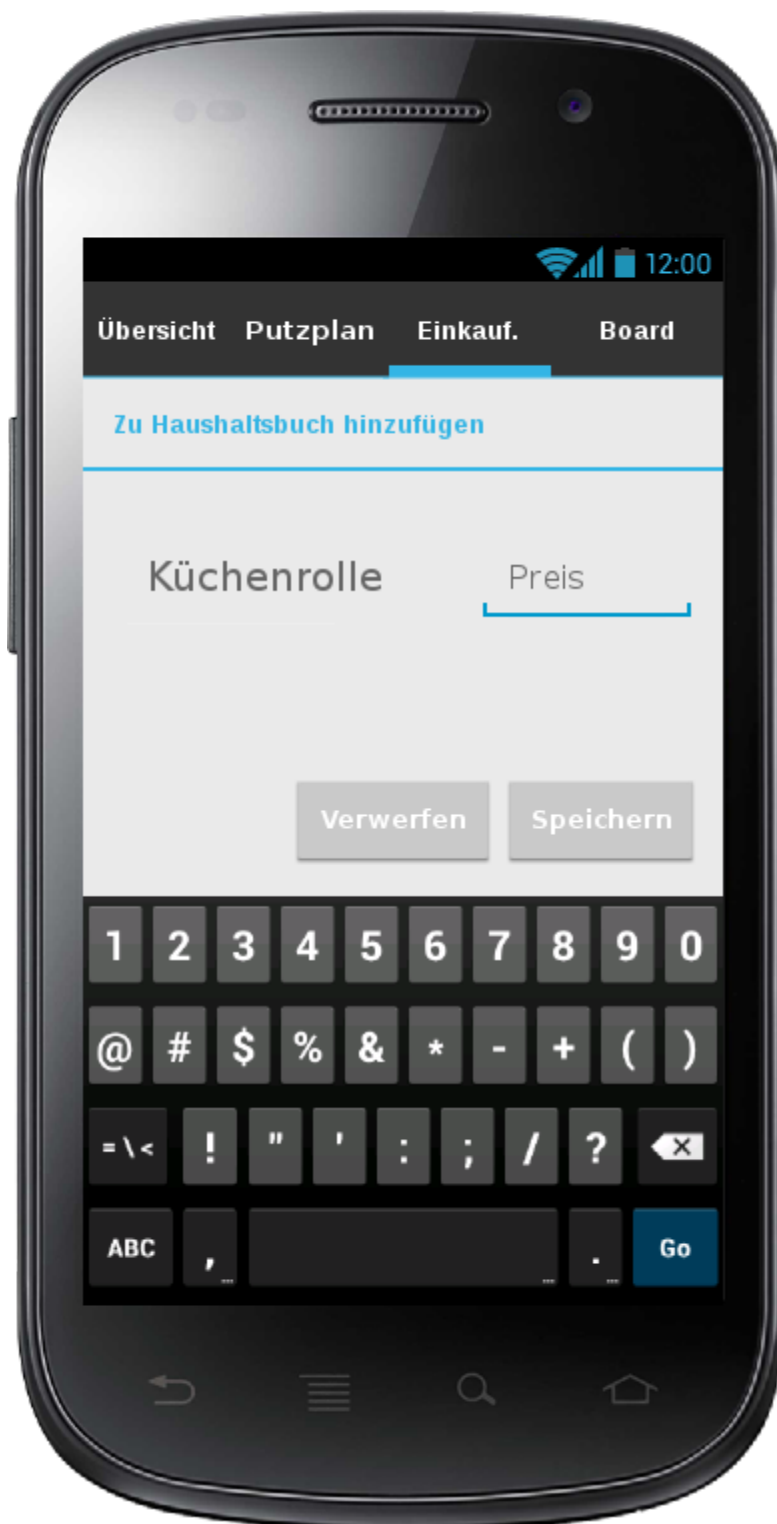 12:00
Übersicht Putzplan Einkauf. Board
Zu Haushaltsbuch hinzufügen
Küchenrolle Preis
Verwerfen Speichern
1 2 3 4 5 6 7 8 9 0
@ # $ % & * - + ( )
= \ < ! " ' : ; / ?
ABC , ... ... . ... Go